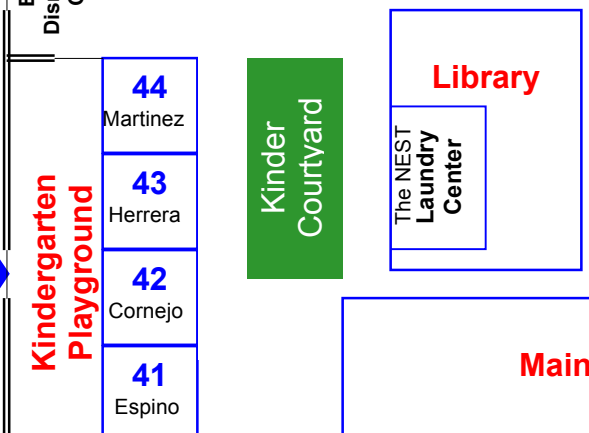 Library
44
Martinez
43
Herrera
42
Cornejo
41
Espino
Kindergarten
Playground
Kinder
Courtyard
The NEST
Laundry
Center
Main